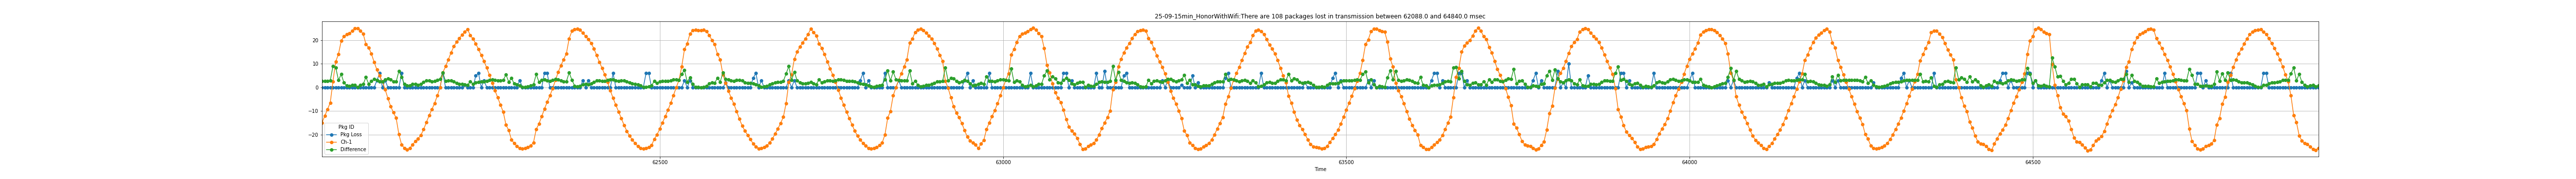 25-09-15min_HonorWithWifi:There are 108 packages lost in transmission between 62088.0 and 64840.0 msec
20
10
0
−10
−20
Pkg ID
Pkg Loss
Ch-1
Difference
62500
63000
63500
64000
64500
Time